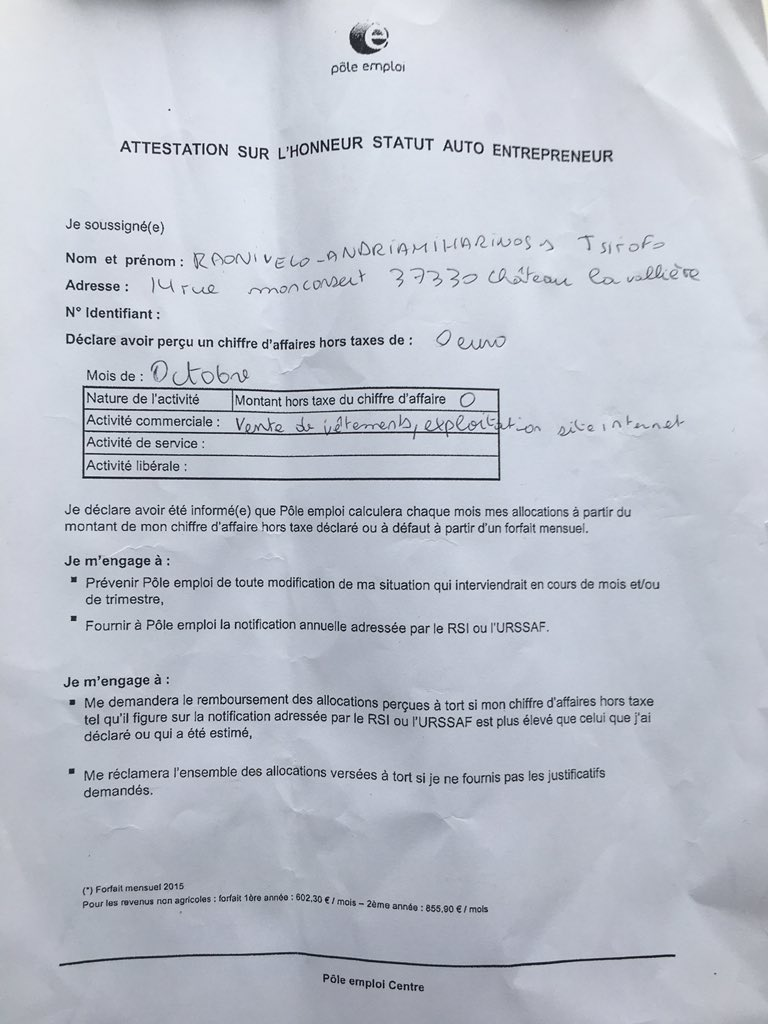 pôle emploi
ATTESTATION SUR L'HONNEUR STATUT AUTO ENTREPRENEUR
Je soussigné(e)
Nom et prénom : RAONIVELO-ANDRIAMIHARINOSY Tsirofo
Adresse : 14 rue monconseil 37330 château la vallière
N° Identifiant :
Déclare avoir perçu un chiffre d'affaires hors taxes de : 0 euro
Mois de : Octobre
Nature de l'activité Montant hors taxe du chiffre d'affaire 0
Activité commerciale : Vente de vêtements, exploitation site internet
Activité de service :
Activité libérale :
Je déclare avoir été informé(e) que Pôle emploi calculera chaque mois mes allocations à partir du
montant de mon chiffre d'affaire hors taxe déclaré ou à défaut à partir d'un forfait mensuel.
Je m'engage à :
▪ Prévenir Pôle emploi de toute modification de ma situation qui interviendrait en cours de mois et/ou
de trimestre,
▪ Fournir à Pôle emploi la notification annuelle adressée par le RSI ou l'URSSAF.
Je m'engage à :
▪ Me demandera le remboursement des allocations perçues à tort si mon chiffre d'affaires hors taxe
tel qu'il figure sur la notification adressée par le RSI ou l'URSSAF est plus élevé que celui que j'ai
déclaré ou qui a été estimé,
▪ Me réclamera l'ensemble des allocations versées à tort si je ne fournis pas les justificatifs
demandés.
(*) Forfait mensuel 2015
Pour les revenus non agricoles : forfait 1ère année : 602,30 € / mois – 2ème année : 855,90 € / mois
Pôle emploi Centre